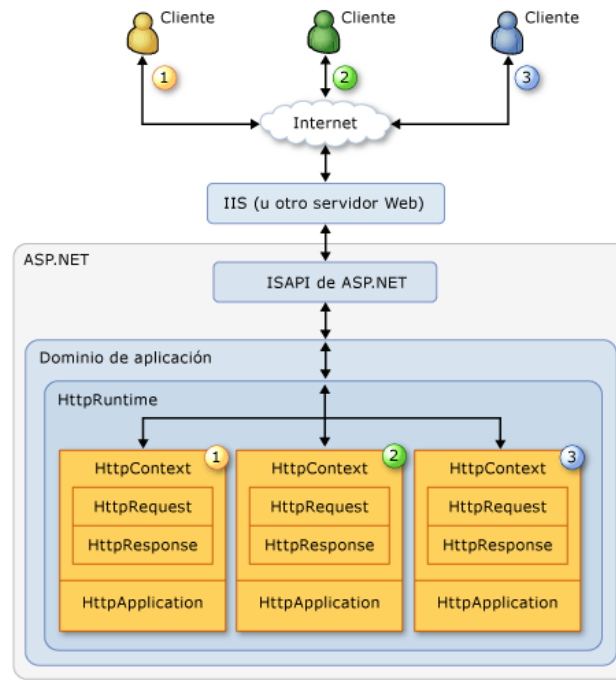 Cliente
Cliente
Cliente
1
2
3
Internet
IIS (u otro servidor Web)
ASP.NET
ISAPI de ASP.NET
Dominio de aplicación
HttpRuntime
1
2
3
HttpContext
HttpContext
HttpContext
HttpRequest
HttpRequest
HttpRequest
HttpResponse
HttpResponse
HttpResponse
HttpApplication
HttpApplication
HttpApplication